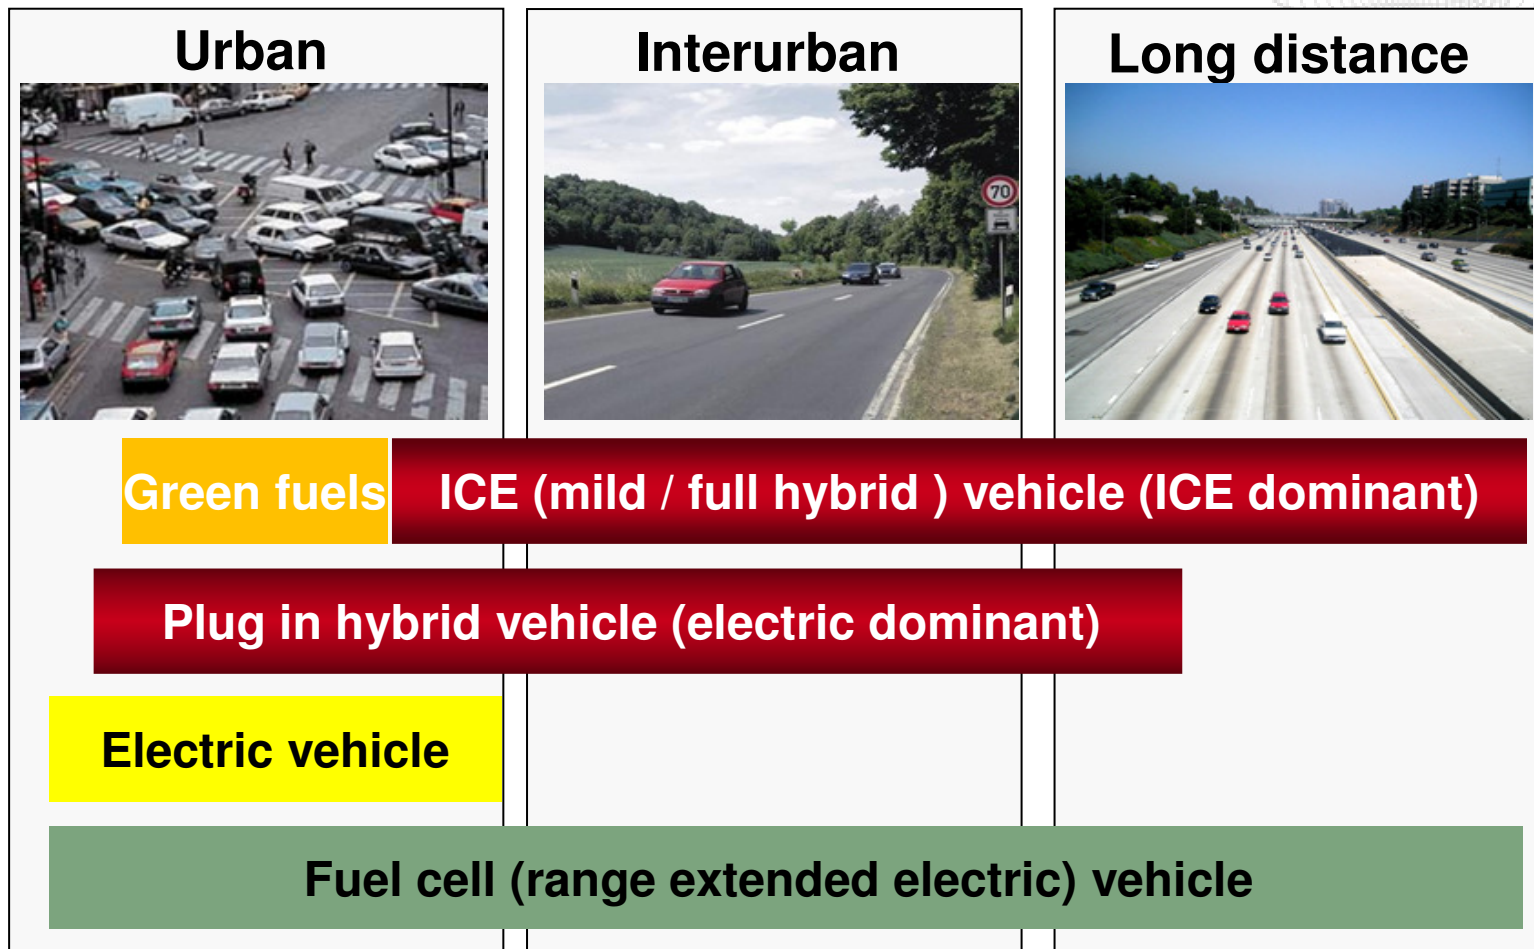 Urban
Interurban
Long distance
70
Green fuels
ICE (mild / full hybrid ) vehicle (ICE dominant)
Plug in hybrid vehicle (electric dominant)
Electric vehicle
Fuel cell (range extended electric) vehicle